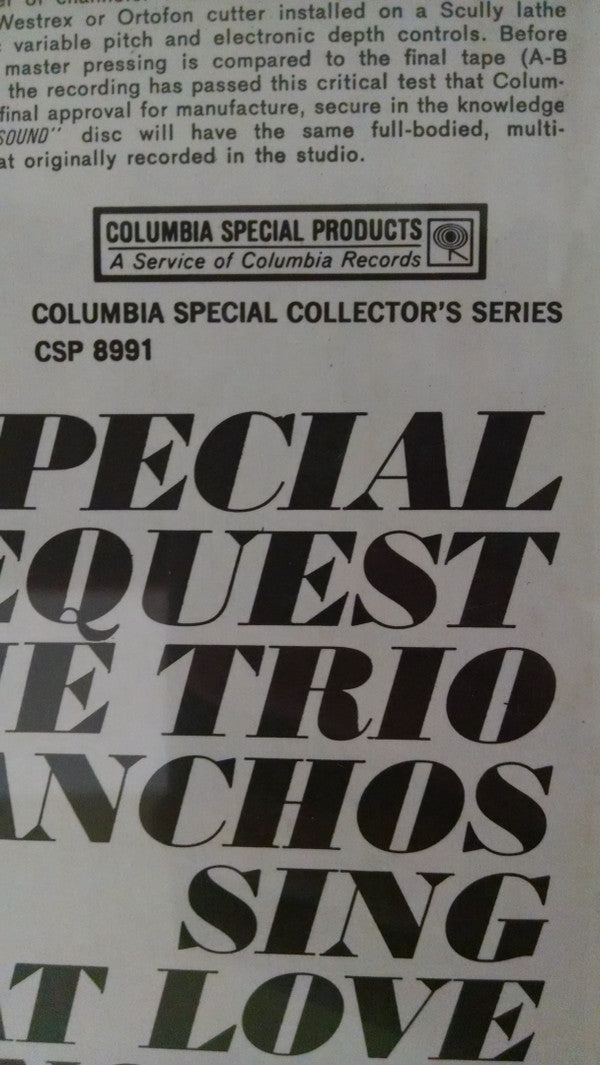 Westrex or Ortofon cutter installed on a Scully lathe
variable pitch and electronic depth controls. Before
master pressing is compared to the final tape (A-B
the recording has passed this critical test that Colum-
final approval for manufacture, secure in the knowledge
SOUND" disc will have the same full-bodied, multi-
at originally recorded in the studio.
COLUMBIA SPECIAL PRODUCTS
A Service of Columbia Records
COLUMBIA SPECIAL COLLECTOR'S SERIES
CSP 8991
PECIAL
EQUEST
HE TRIO
ANCHOS
SING
AT LOVE